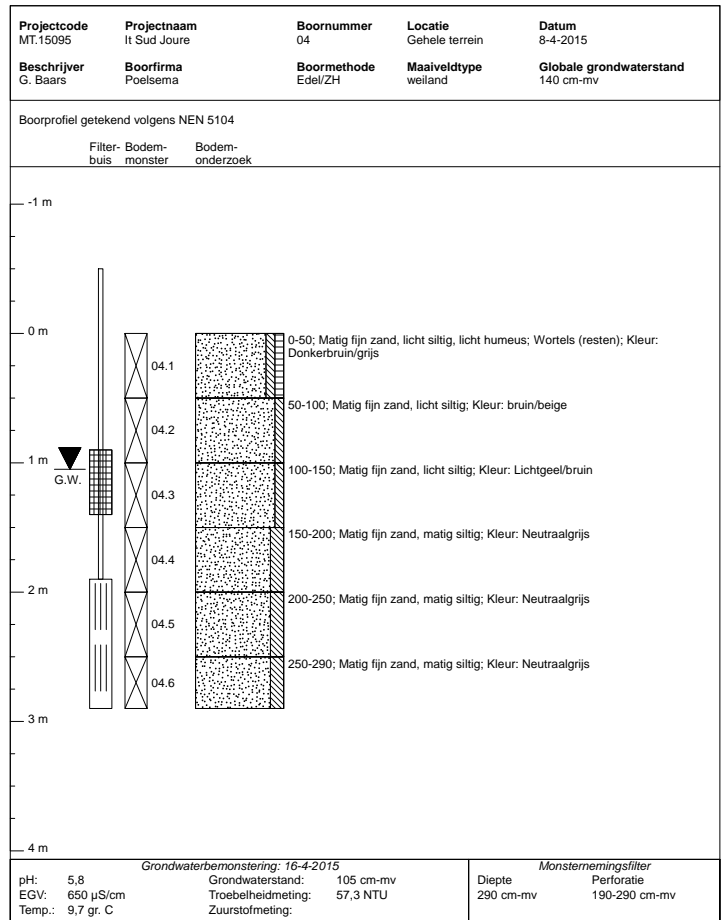 Projectcode Projectnaam Boornummer Locatie Datum
MT.15095 It Sud Joure 04 Gehele terrein 8-4-2015
Beschrijver Boorfirma Boormethode Maaiveldtype Globale grondwaterstand
G. Baars Poelsema Edel/ZH weiland 140 cm-mv
Boorprofiel getekend volgens NEN 5104
Filter- Bodem- Bodem-
buis monster onderzoek
-1 m
0 m
0-50; Matig fijn zand, licht siltig, licht humeus; Wortels (resten); Kleur:
Donkerbruin/grijs
04.1
50-100; Matig fijn zand, licht siltig; Kleur: bruin/beige
04.2
1 m
G.W.
100-150; Matig fijn zand, licht siltig; Kleur: Lichtgeel/bruin
04.3
150-200; Matig fijn zand, matig siltig; Kleur: Neutraalgrijs
04.4
2 m
200-250; Matig fijn zand, matig siltig; Kleur: Neutraalgrijs
04.5
250-290; Matig fijn zand, matig siltig; Kleur: Neutraalgrijs
04.6
3 m
4 m
Grondwaterbemonstering: 16-4-2015 Monsternemingsfilter
pH: 5,8 Grondwaterstand: 105 cm-mv Diepte Perforatie
EGV: 650 µS/cm Troebelheidmeting: 57,3 NTU 290 cm-mv 190-290 cm-mv
Temp.: 9,7 gr. C Zuurstofmeting: